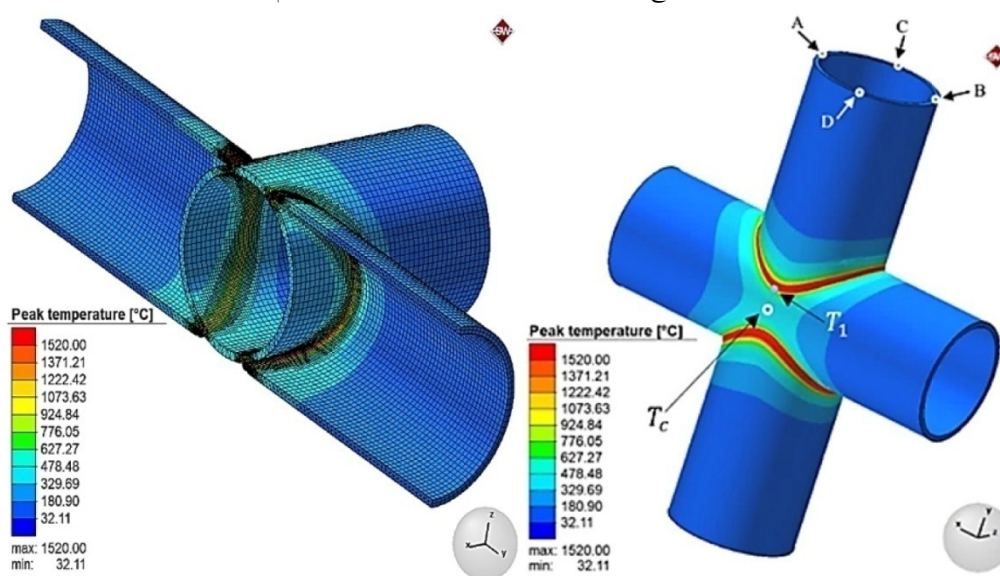 SW
Peak temperature [°C]
1520.00
1371.21
1222.42
1073.63
924.84
776.05
627.27
478.48
329.69
180.90
32.11
max: 1520.00
min: 32.11
z
x
y
A
C
B
D
SW
T₁
T_C
Peak temperature [°C]
1520.00
1371.21
1222.42
1073.63
924.84
776.05
627.27
478.48
329.69
180.90
32.11
max: 1520.00
min: 32.11
y
x
z